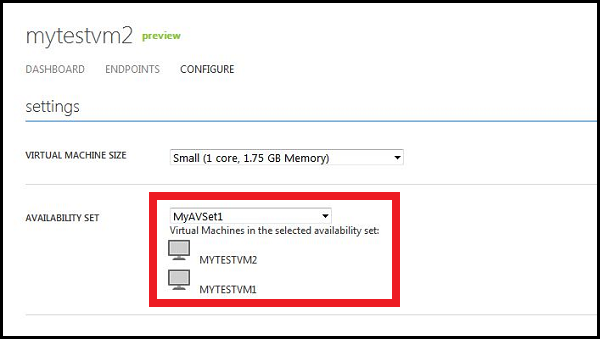 mytestvm2 preview
DASHBOARD ENDPOINTS CONFIGURE
settings
VIRTUAL MACHINE SIZE Small (1 core, 1.75 GB Memory)
AVAILABILITY SET MyAVSet1
Virtual Machines in the selected availability set:
MYTESTVM2
MYTESTVM1